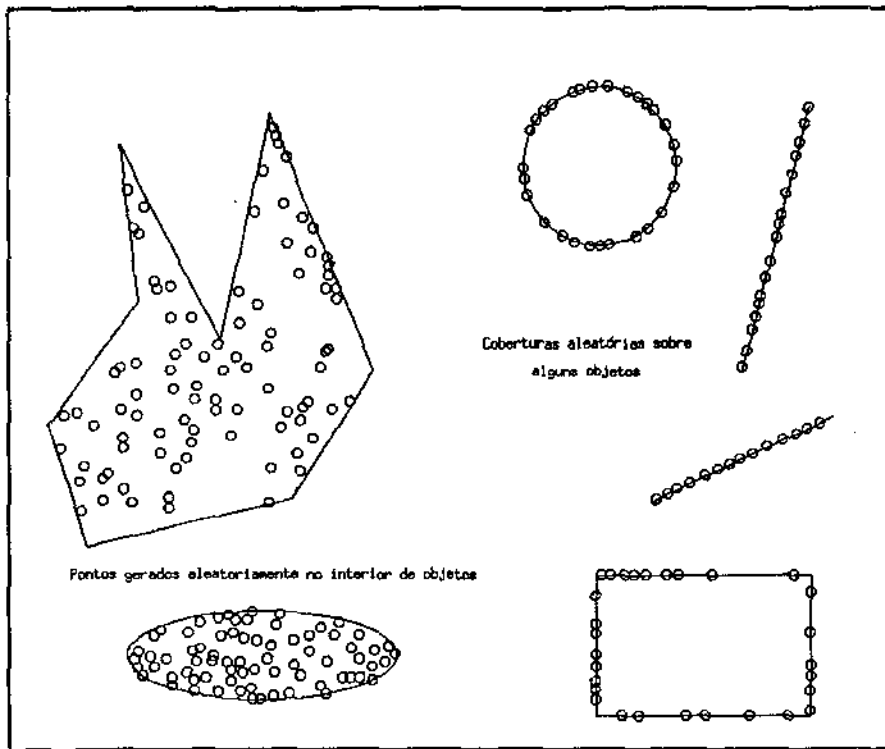 Coberturas aleatórias sobre
alguns objetos
Pontos gerados aleatoriamente no interior de objetos